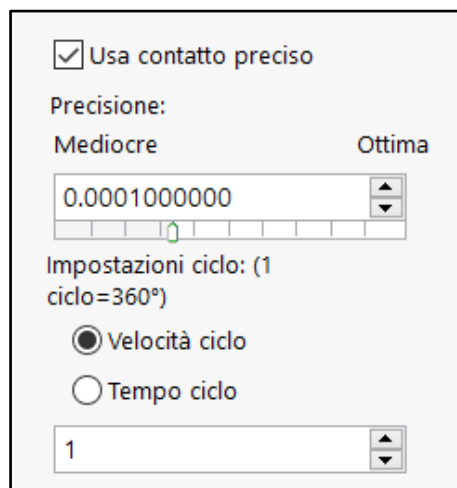 Usa contatto preciso
Precisione:
Mediocre Ottima
0.0001000000
Impostazioni ciclo: (1
ciclo=360°)
Velocità ciclo
Tempo ciclo
1